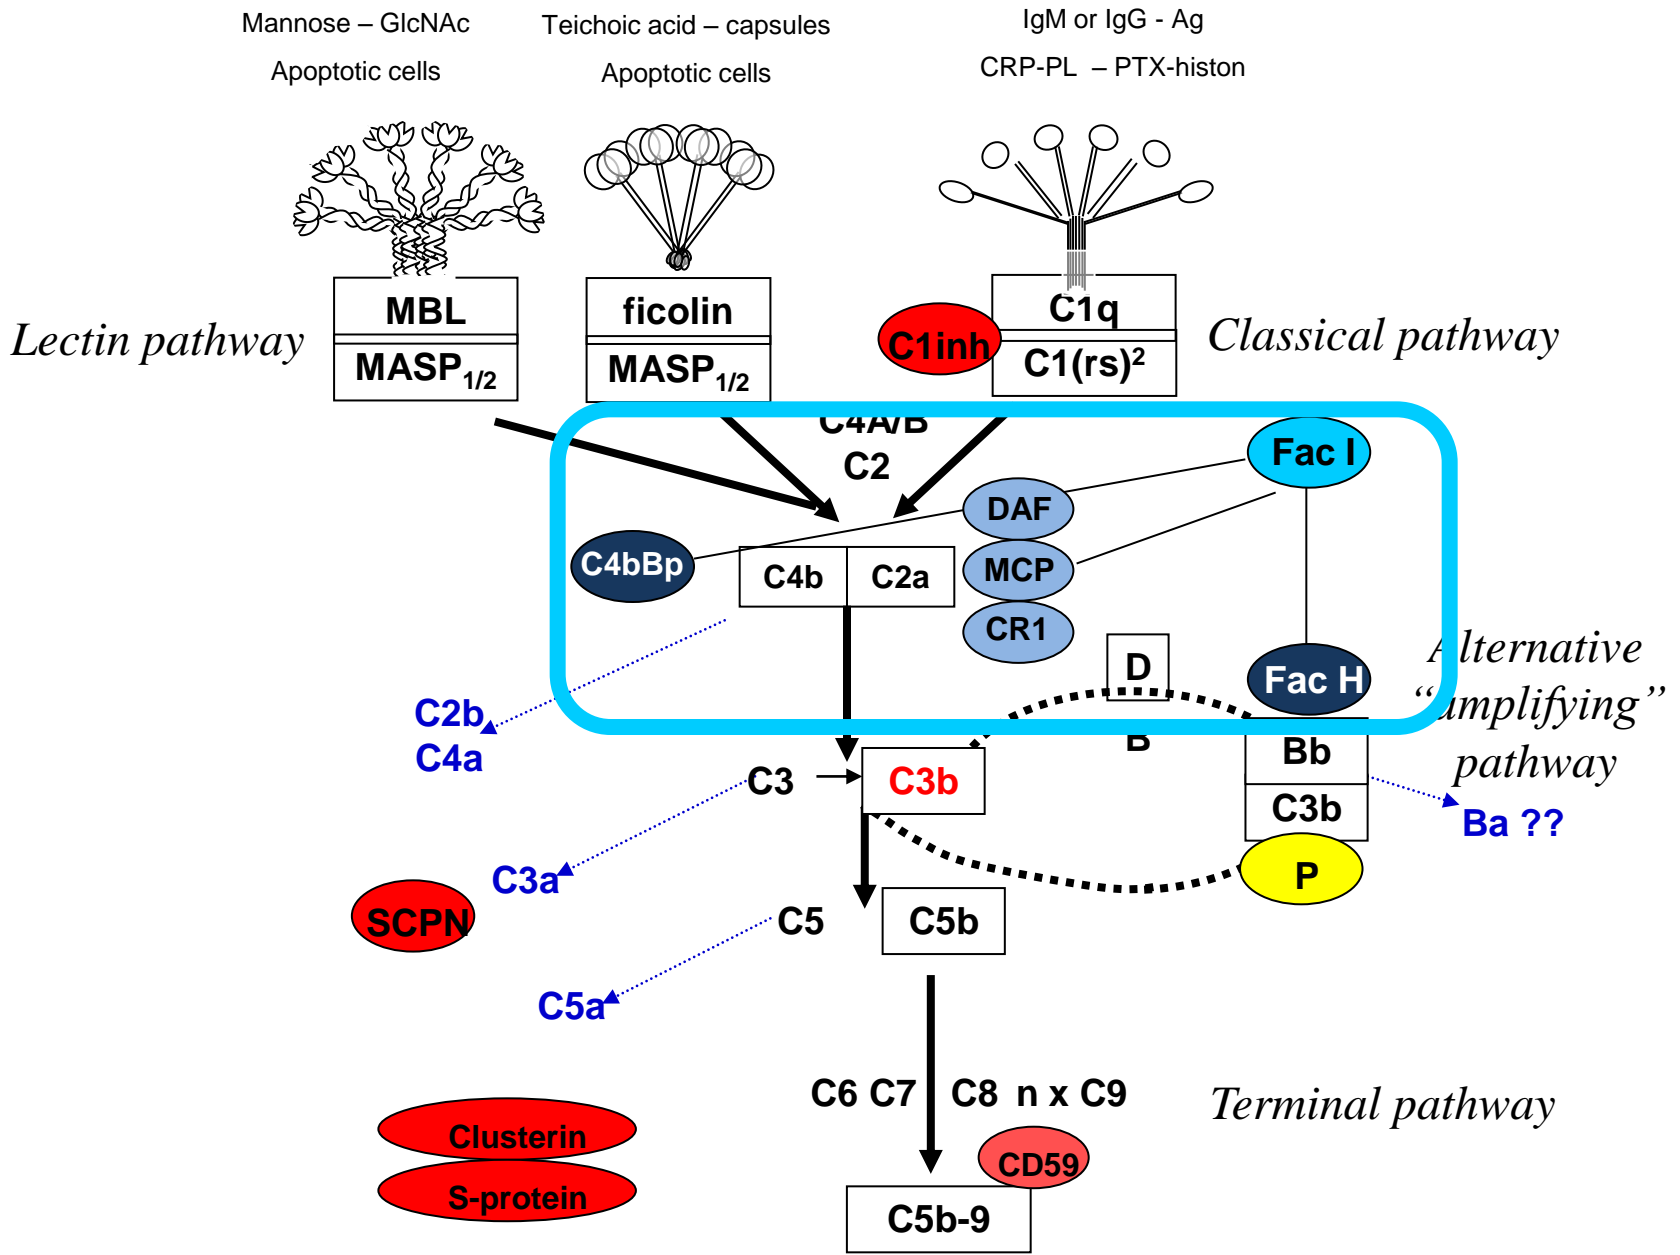 Mannose – GlcNAc
Apoptotic cells
Teichoic acid – capsules
Apoptotic cells
IgM or IgG - Ag
CRP-PL – PTX-histon
Lectin pathway
MBL
MASP1/2
ficolin
MASP1/2
C1inh
C1q
C1(rs)2
Classical pathway
C4A/B
C2
Fac I
DAF
C4bBp
C4b
C2a
MCP
CR1
D
Fac H
Alternative
“amplifying”
pathway
C2b
C4a
B
Bb
C3
C3b
C3b
Ba ??
P
C3a
SCPN
C5
C5b
C5a
C6 C7
C8 n x C9
Terminal pathway
Clusterin
CD59
S-protein
C5b-9